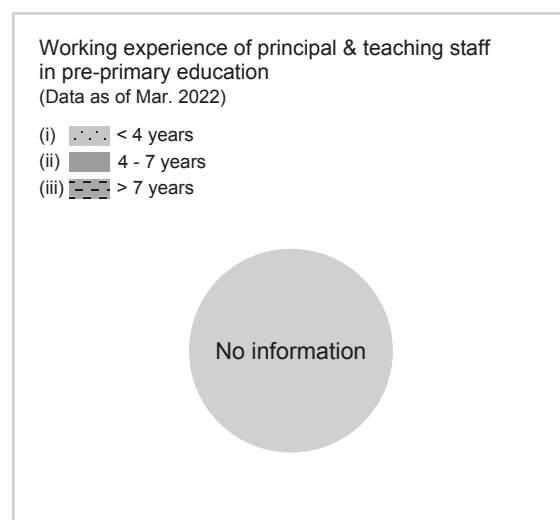 Working experience of principal & teaching staff
in pre-primary education
(Data as of Mar. 2022)
(i) < 4 years
(ii) 4 - 7 years
(iii) > 7 years
No information